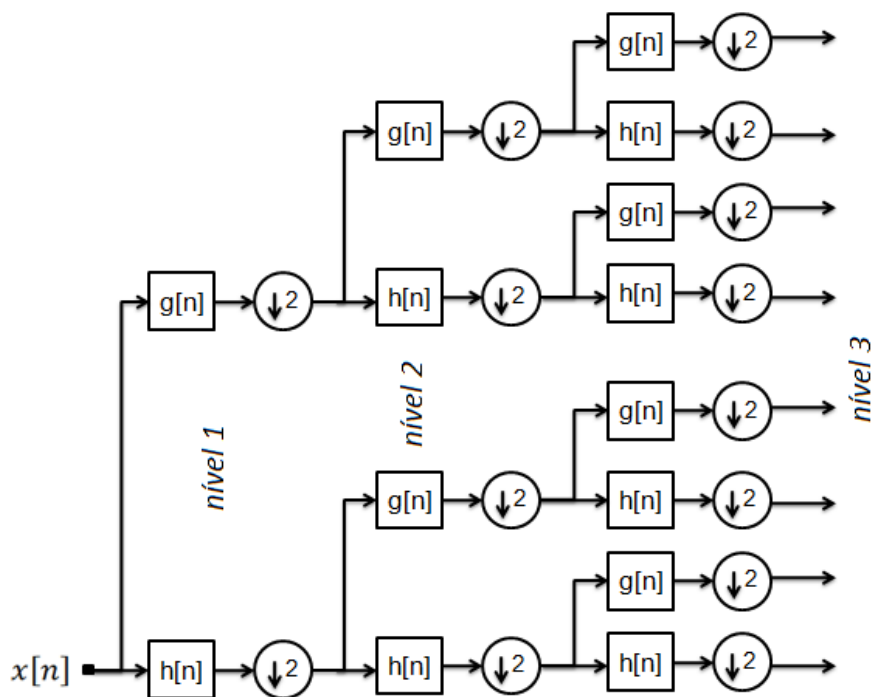 g[n] ↓2
g[n] ↓2 h[n] ↓2
g[n] ↓2
g[n] ↓2 h[n] ↓2 h[n] ↓2
nível 1 nível 2 nível 3
g[n] ↓2
g[n] ↓2 h[n] ↓2
g[n] ↓2
x[n] h[n] ↓2 h[n] ↓2 h[n] ↓2